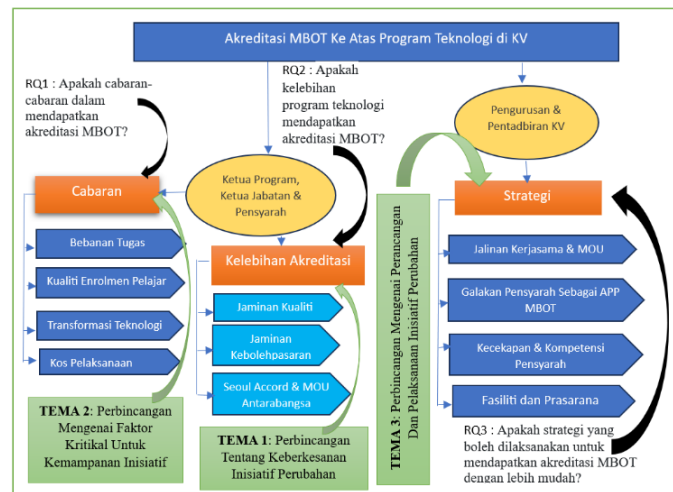 Akreditasi MBOT Ke Atas Program Teknologi di KV
RQ1 : Apakah cabaran-
cabaran dalam
mendapatkan
akreditasi MBOT?
RQ2 : Apakah
kelebihan
program teknologi
mendapatkan
akreditasi MBOT?
Pengurusan &
Pentadbiran KV
Ketua Program,
Ketua Jabatan &
Pensyarah
Cabaran
Bebanan Tugas
Kualiti Enrolmen Pelajar
Transformasi Teknologi
Kos Pelaksanaan
Kelebihan Akreditasi
Jaminan Kualiti
Jaminan
Kebolehpasaran
Seoul Accord & MOU
Antarabangsa
Strategi
Jalinan Kerjasama & MOU
Galakan Pensyarah Sebagai APP
MBOT
Kecekapan & Kompetensi
Pensyarah
Fasiliti dan Prasarana
TEMA 2: Perbincangan
Mengenai Faktor
Kritikal Untuk
Kemampanan Inisiatif
TEMA 1: Perbincangan
Tentang Keberkesanan
Inisiatif Perubahan
TEMA 3: Perbincangan Mengenai Perancangan
Dan Pelaksanaan Inisiatif Perubahan
RQ3 : Apakah strategi yang
boleh dilaksanakan untuk
mendapatkan akreditasi MBOT
dengan lebih mudah?